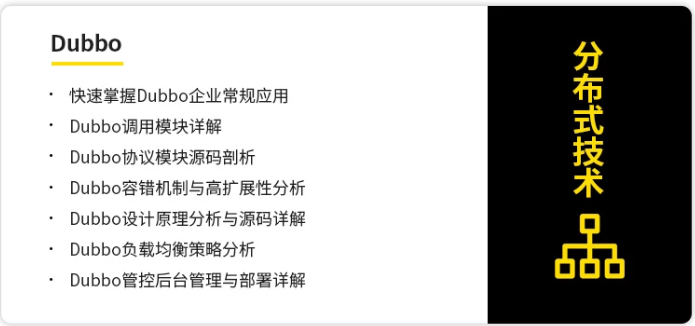 Dubbo
· 快速掌握Dubbo企业常规应用
· Dubbo调用模块详解
· Dubbo协议模块源码剖析
· Dubbo容错机制与高扩展性分析
· Dubbo设计原理分析与源码详解
· Dubbo负载均衡策略分析
· Dubbo管控后台管理与部署详解
分布式技术